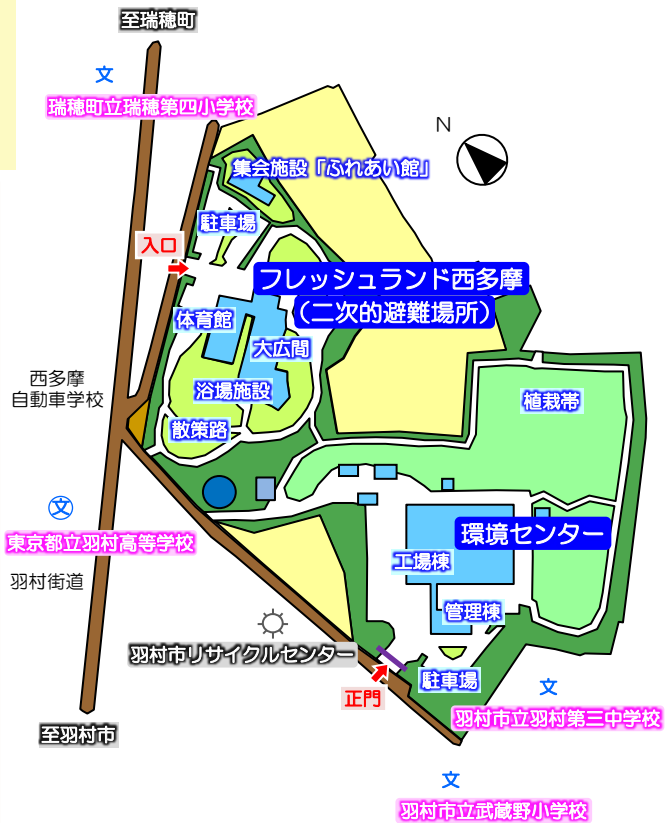 至瑞穂町
文
瑞穂町立瑞穂第四小学校
N
集会施設「ふれあい館」
駐車場
入口
フレッシュランド西多摩
（二次的避難場所）
体育館
大広間
西多摩
自動車学校
浴場施設
植栽帯
散策路
文
東京都立羽村高等学校
環境センター
工場棟
羽村街道
管理棟
羽村市リサイクルセンター
駐車場
正門
文
羽村市立羽村第三中学校
至羽村市
文
羽村市立武蔵野小学校